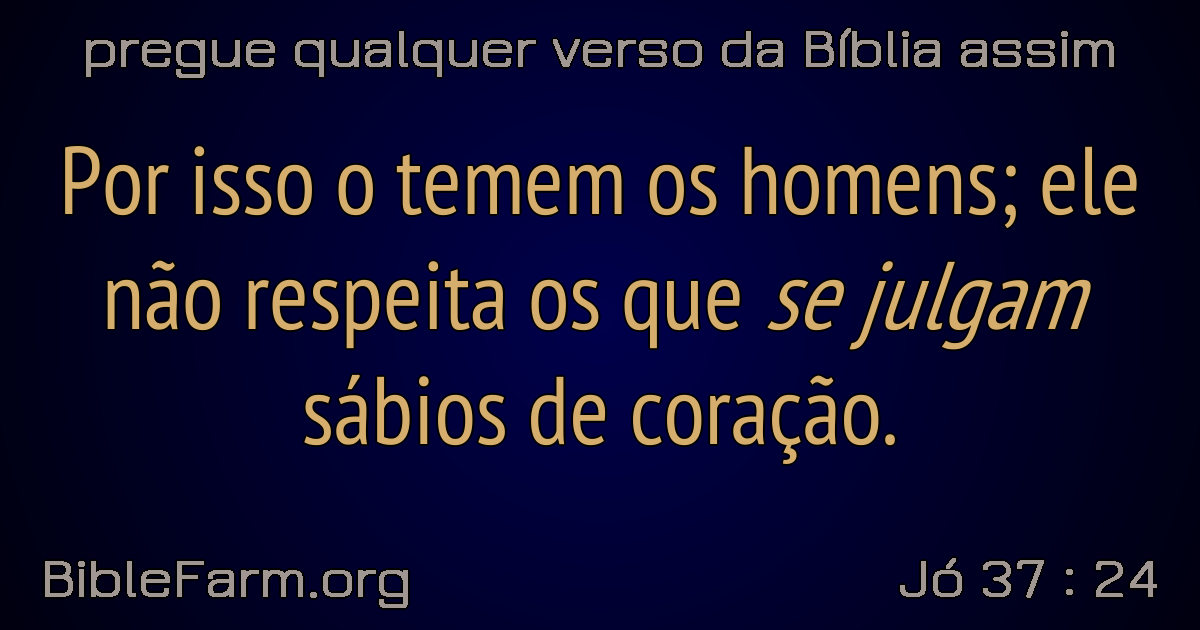 pregue qualquer verso da Bíblia assim
Por isso o temem os homens; ele
não respeita os que se julgam
sábios de coração.
BibleFarm.org
Jó 37 : 24